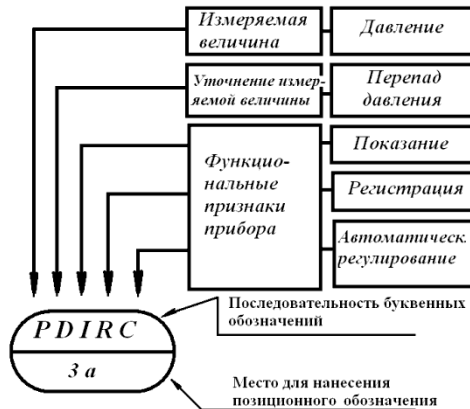 Измеряемая
величина
Давление
Уточнение измер-
яемой величины
Перепад
давления
Функцио-
нальные
признаки
прибора
Показание
Регистрация
Автоматическ.
регулирование
PDIRC
3 а
Последовательность буквенных
обозначений
Место для нанесения
позиционного обозначения